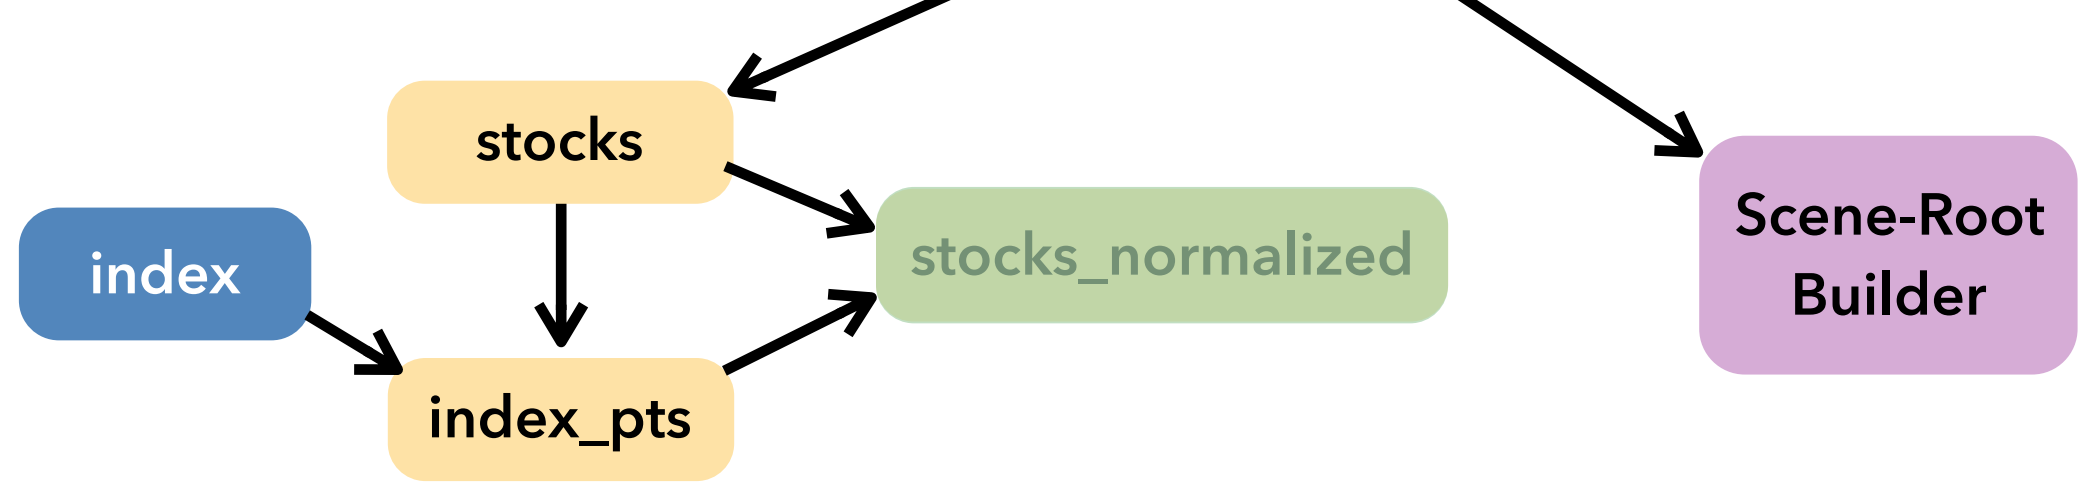 stocks
index
stocks_normalized
Scene-Root
Builder
index_pts